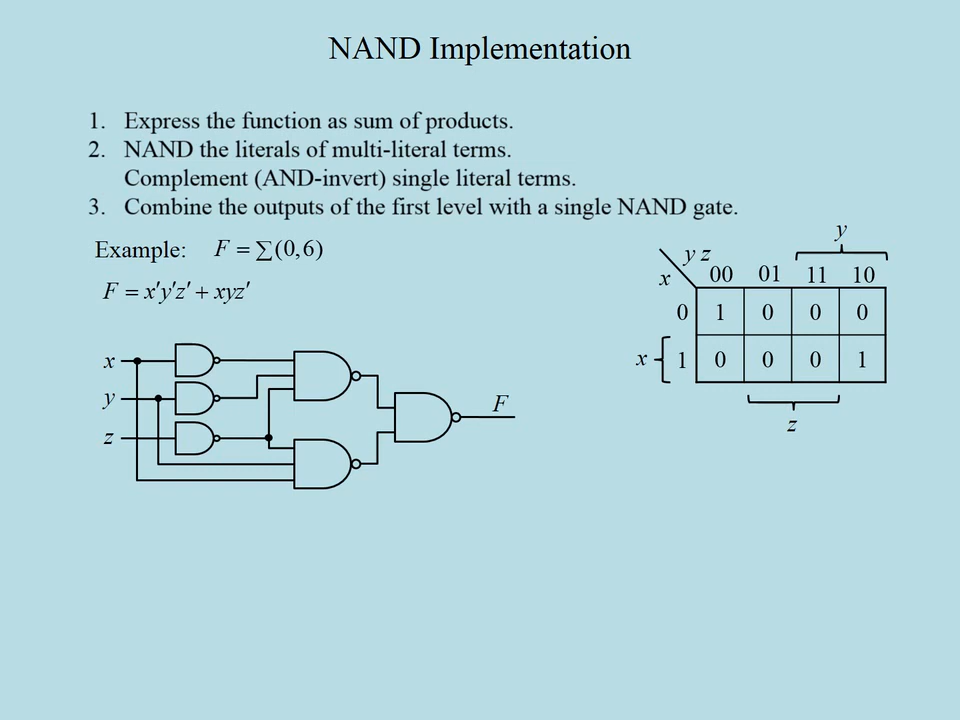 NAND Implementation
1. Express the function as sum of products.
2. NAND the literals of multi-literal terms.
Complement (AND-invert) single literal terms.
3. Combine the outputs of the first level with a single NAND gate.
Example: F = ∑(0,6)
F = x′y′z′ + xyz′
y
y z
x 00 01 11 10
0 1 0 0 0
x 1 0 0 0 1
z
x
y
z
F